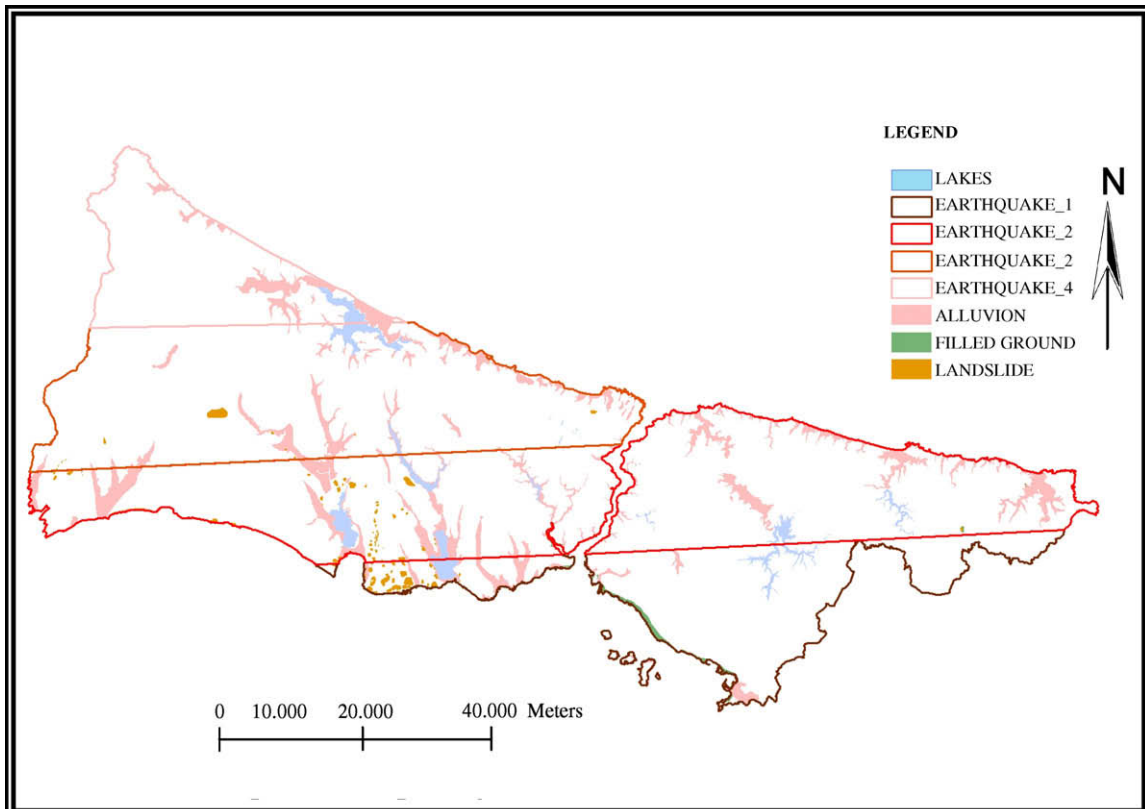 LEGEND
N
LAKES
EARTHQUAKE_1
EARTHQUAKE_2
EARTHQUAKE_2
EARTHQUAKE_4
ALLUVION
FILLED GROUND
LANDSLIDE
0 10.000 20.000 40.000 Meters